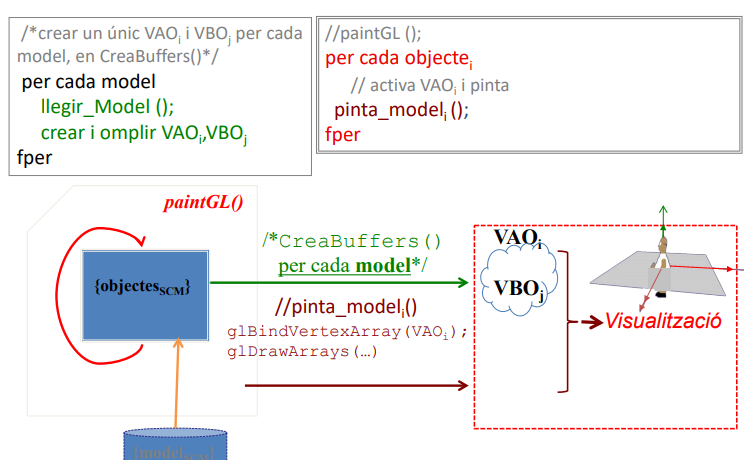 /*crear un únic VAOi i VBOj per cada
model, en CreaBuffers()*/
per cada model
llegir_Model ();
crear i omplir VAOi,VBOj
fper
//paintGL ();
per cada objectei
// activa VAOi i pinta
pinta_modeli();
fper
paintGL()
{objectesSCM}
/*CreaBuffers()
per cada model*/
//pinta_modeli()
glBindVertexArray(VAOi);
glDrawArrays(…)
VAOi
VBOj
Visualització